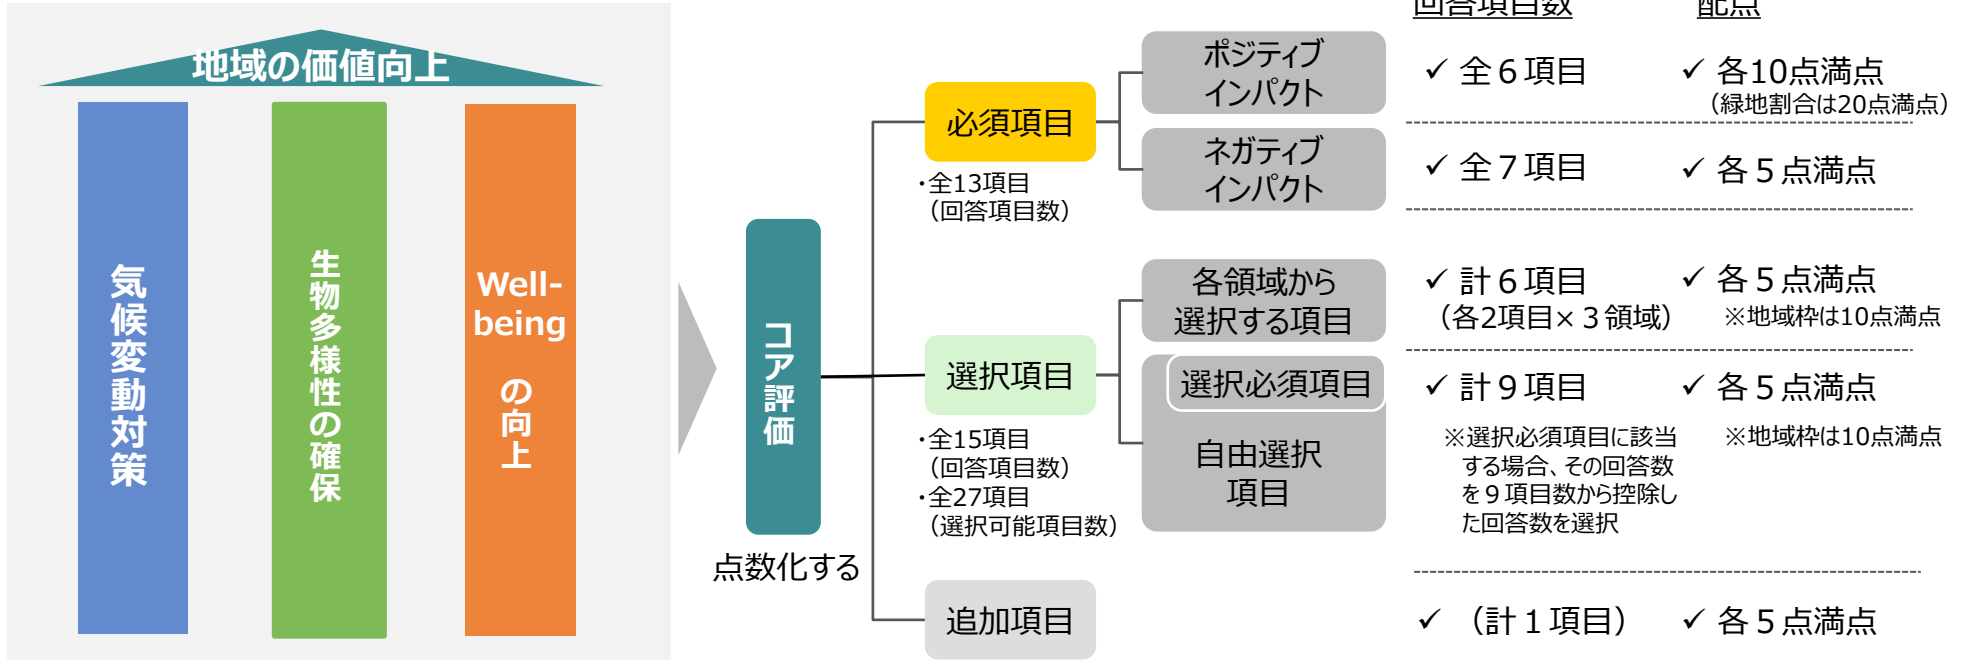 地域の価値向上
気候変動対策
生物多様性の確保
Well-
being
の向上
コア評価
点数化する
必須項目
・全13項目
（回答項目数）
選択項目
・全15項目
（回答項目数）
・全27項目
（選択可能項目数）
追加項目
ポジティブ
インパクト
ネガティブ
インパクト
各領域から
選択する項目
選択必須項目
自由選択
項目
回答項目数
配点
✓ 全６項目
✓ 各10点満点
（緑地割合は20点満点）
✓ 全７項目
✓ 各５点満点
✓ 計６項目
（各2項目×３領域）
✓ 各５点満点
※地域枠は10点満点
✓ 計９項目
※選択必須項目に該当
する場合、その回答数
を９項目数から控除し
た回答数を選択
✓ 各５点満点
※地域枠は10点満点
✓ （計１項目）
✓ 各５点満点